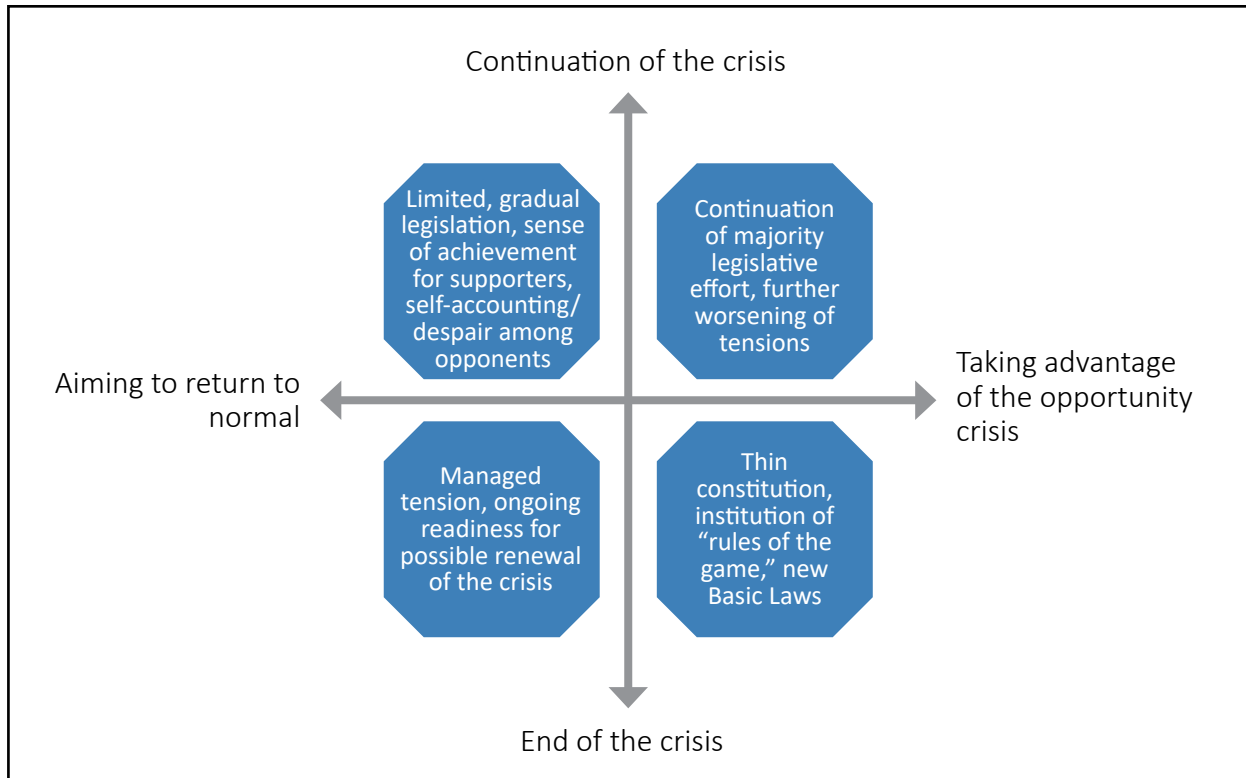 Continuation of the crisis
Limited, gradual
legislation, sense
of achievement
for supporters,
self-accounting/
despair among
opponents
Continuation
of majority
legislative
effort, further
worsening of
tensions
Aiming to return to
normal
Taking advantage
of the opportunity
crisis
Managed
tension, ongoing
readiness for
possible renewal
of the crisis
Thin
constitution,
institution of
“rules of the
game,” new
Basic Laws
End of the crisis